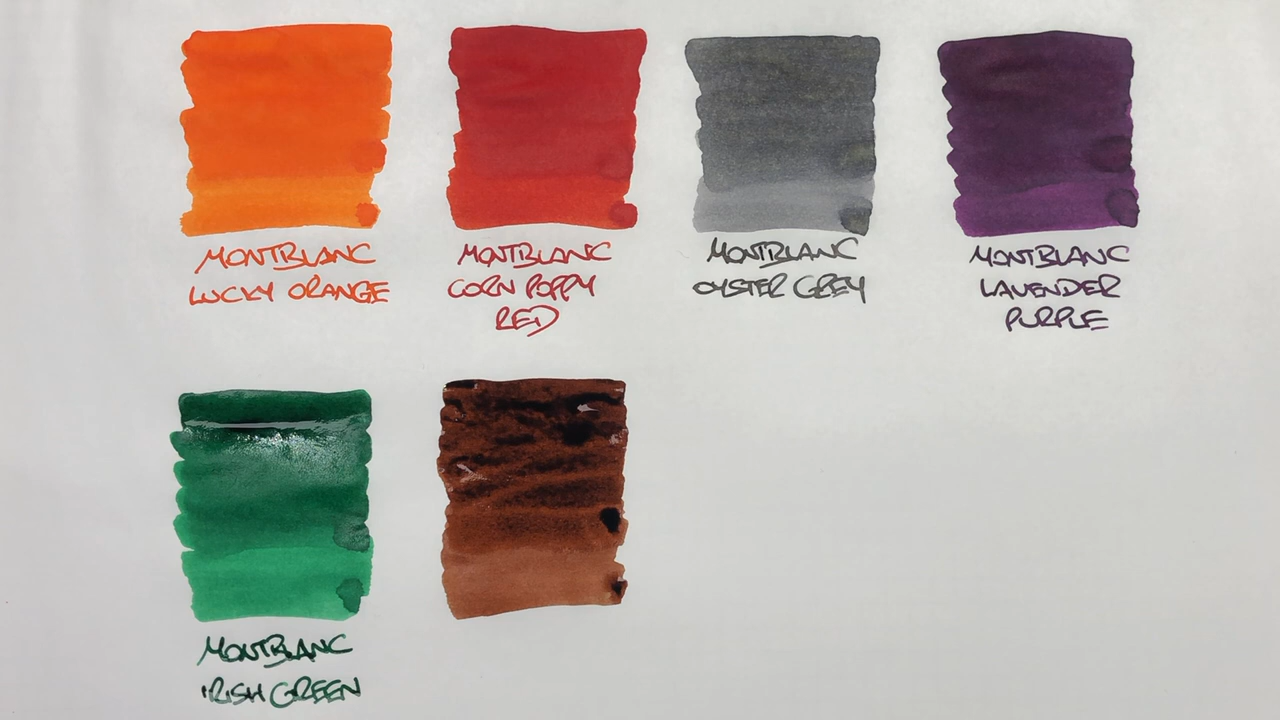 MONTBLANC
LUCKY ORANGE
MONTBLANC
CORN POPPY
RED
MONTBLANC
OYSTER GREY
MONTBLANC
LAVENDER
PURPLE
MONTBLANC
IRISH GREEN